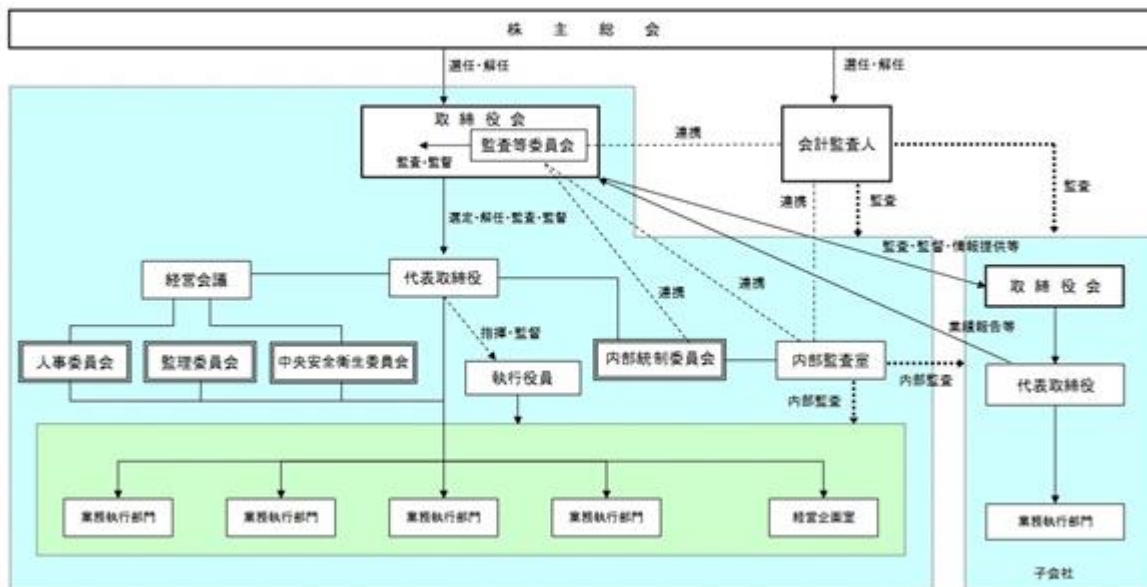 株主総会
選任・解任
選任・解任
取締役会
監査等委員会
監査・監督
連携
会計監査人
連携
監査
監査
選定・解任・監査・監督
監査・監督・情報提供等
経営会議
代表取締役
連携
連携
取締役会
指揮・監督
業績報告等
人事委員会
監理委員会
中央安全衛生委員会
執行役員
内部統制委員会
内部監査室
内部監査
内部監査
代表取締役
業務執行部門
業務執行部門
業務執行部門
業務執行部門
経営企画室
業務執行部門
子会社